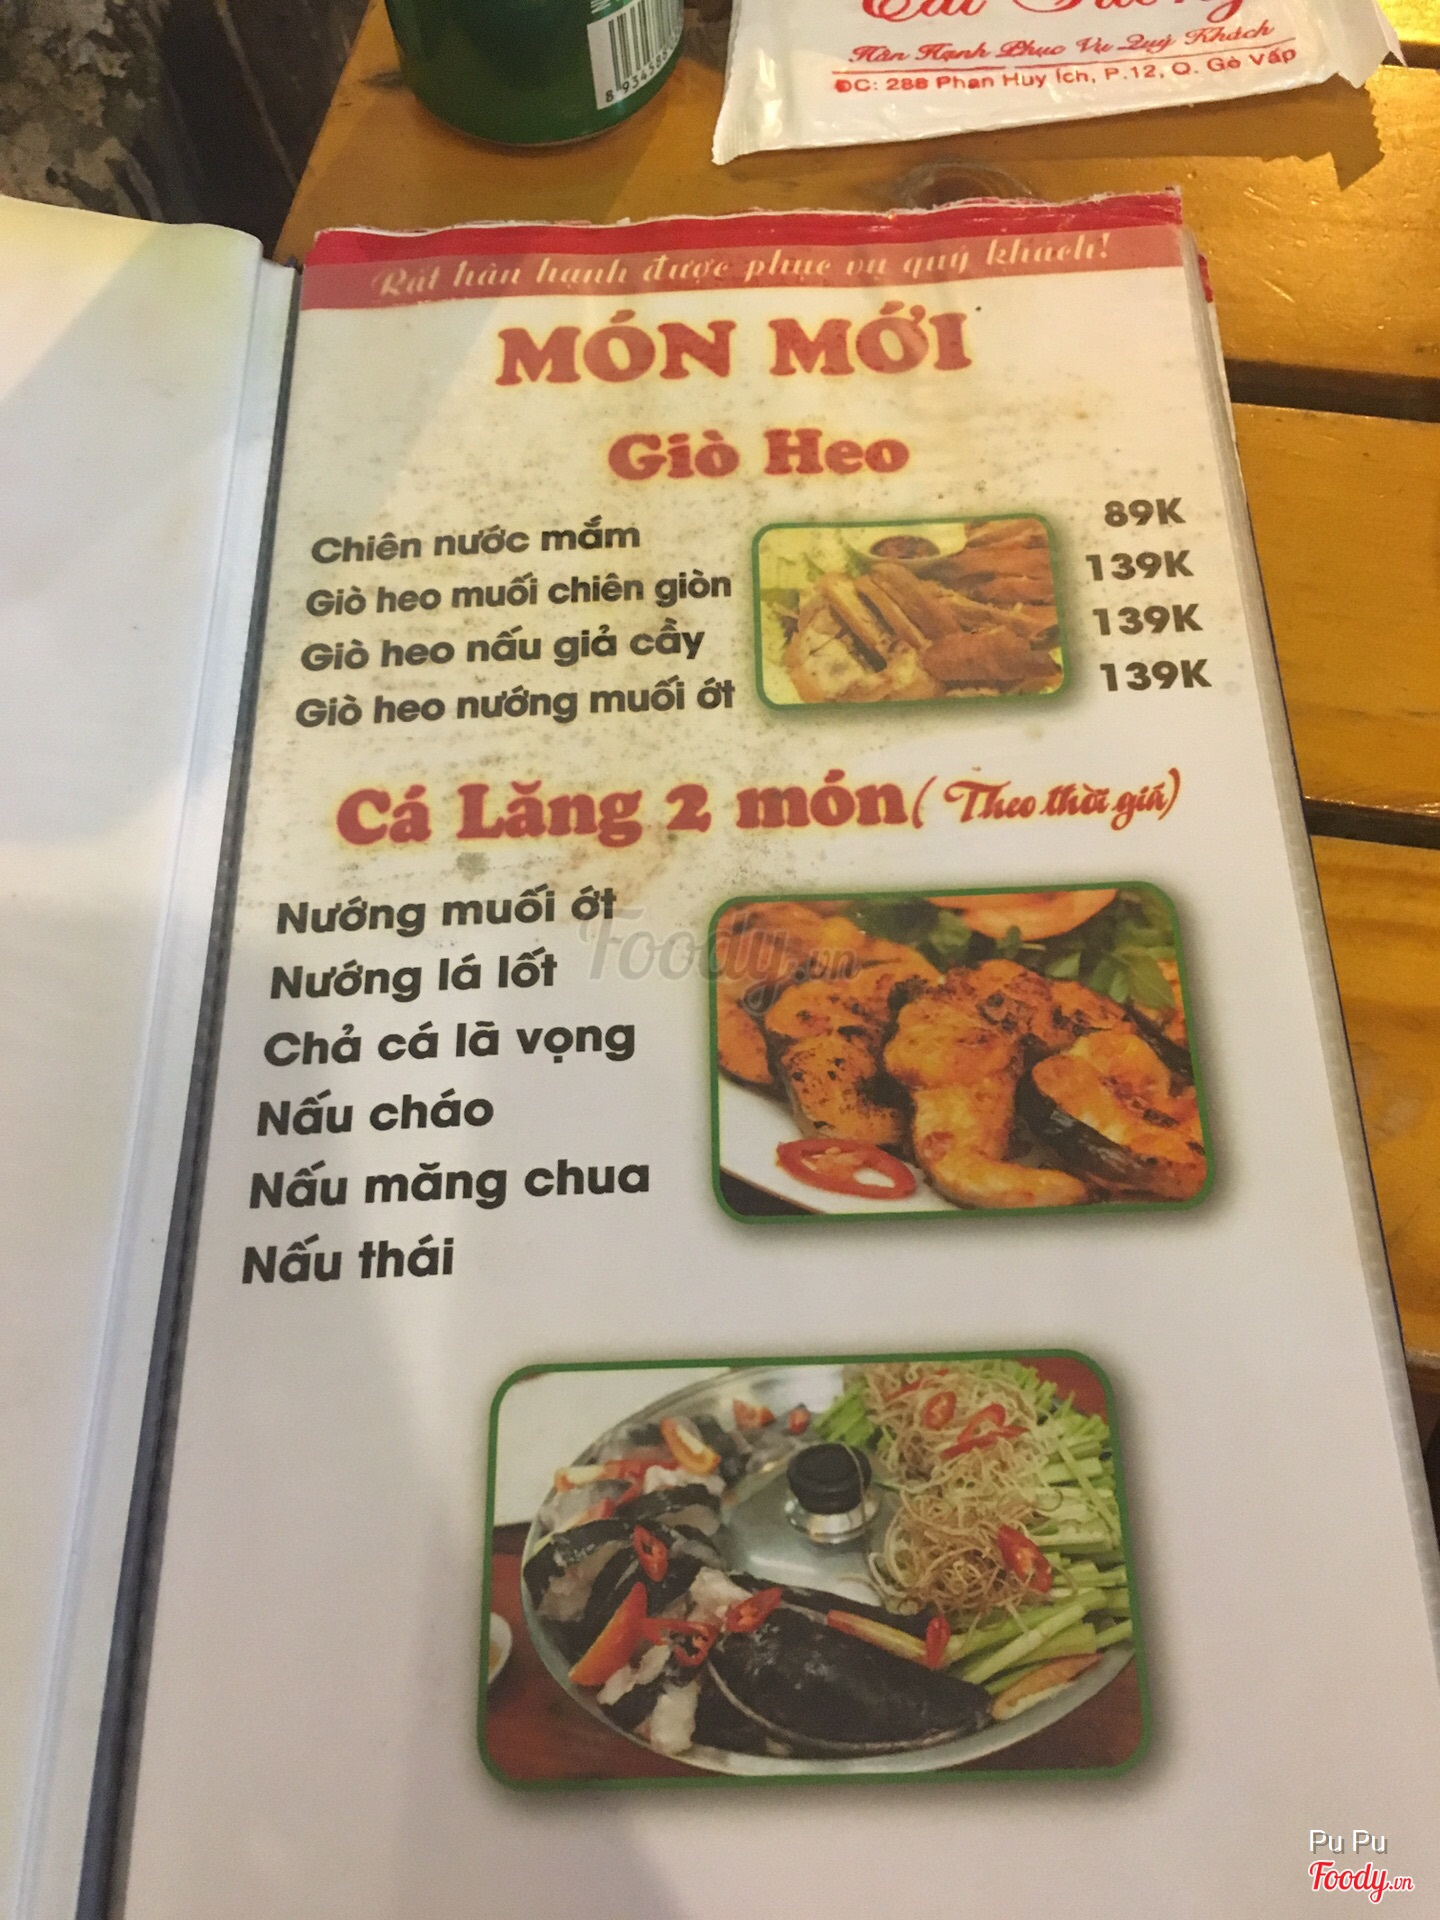 8 934588
Hân Hạnh Phục Vụ Quý Khách
ĐC: 288 Phan Huy Ích, P.12, Q. Gò Vấp
Rất hân hạnh được phục vụ quý khách!
MÓN MỚI
Giò Heo
Chiên nước mắm 89K
Giò heo muối chiên giòn 139K
Giò heo nấu giả cầy 139K
Giò heo nướng muối ớt 139K
Cá Lăng 2 món (Theo thời giá)
Nướng muối ớt
Nướng lá lốt
Chả cá lã vọng
Nấu cháo
Nấu măng chua
Nấu thái
Foody.vn
Pu Pu
Foody.vn